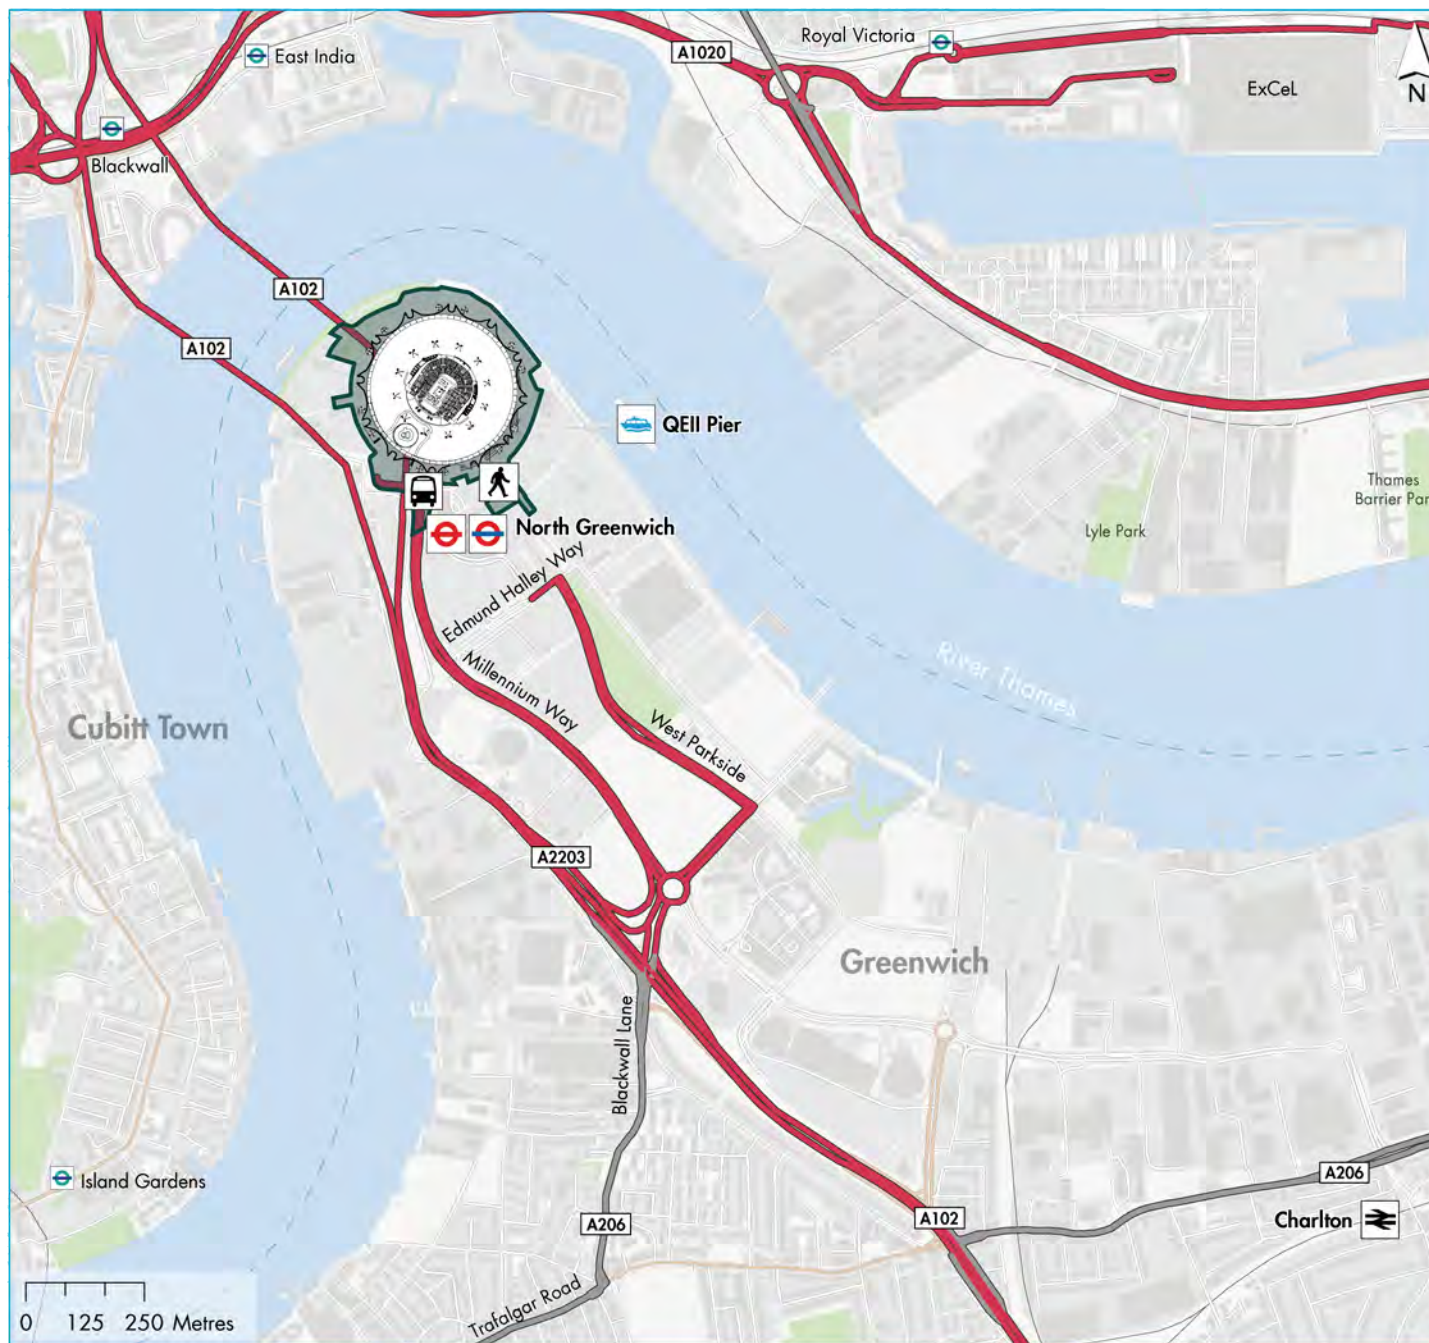 A1020
Royal Victoria
East India
ExCeL
N
Blackwall
A102
A102
QEII Pier
Thames
Barrier Par
North Greenwich
Lyle Park
Edmund Halley Way
Millennium Way
River Thames
West Parkside
Cubitt Town
A2203
Greenwich
Blackwall Lane
Island Gardens
A206
A206
A102
Charlton
Trafalgar Road
0 125 250 Metres